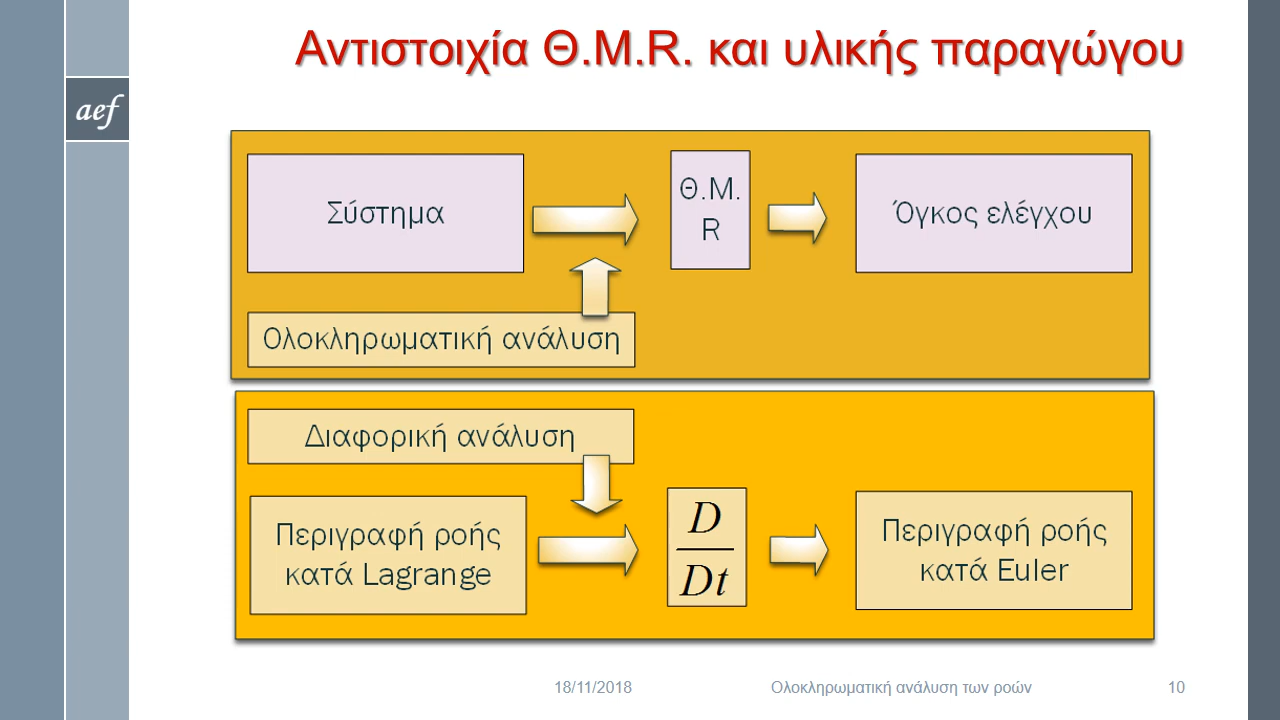 Αντιστοιχία Θ.Μ.R. και υλικής παραγώγου
aef
Σύστημα
Θ.Μ.
R
Όγκος ελέγχου
Ολοκληρωματική ανάλυση
Διαφορική ανάλυση
Περιγραφή ροής
κατά Lagrange
D
Dt
Περιγραφή ροής
κατά Euler
18/11/2018
Ολοκληρωματική ανάλυση των ροών
10